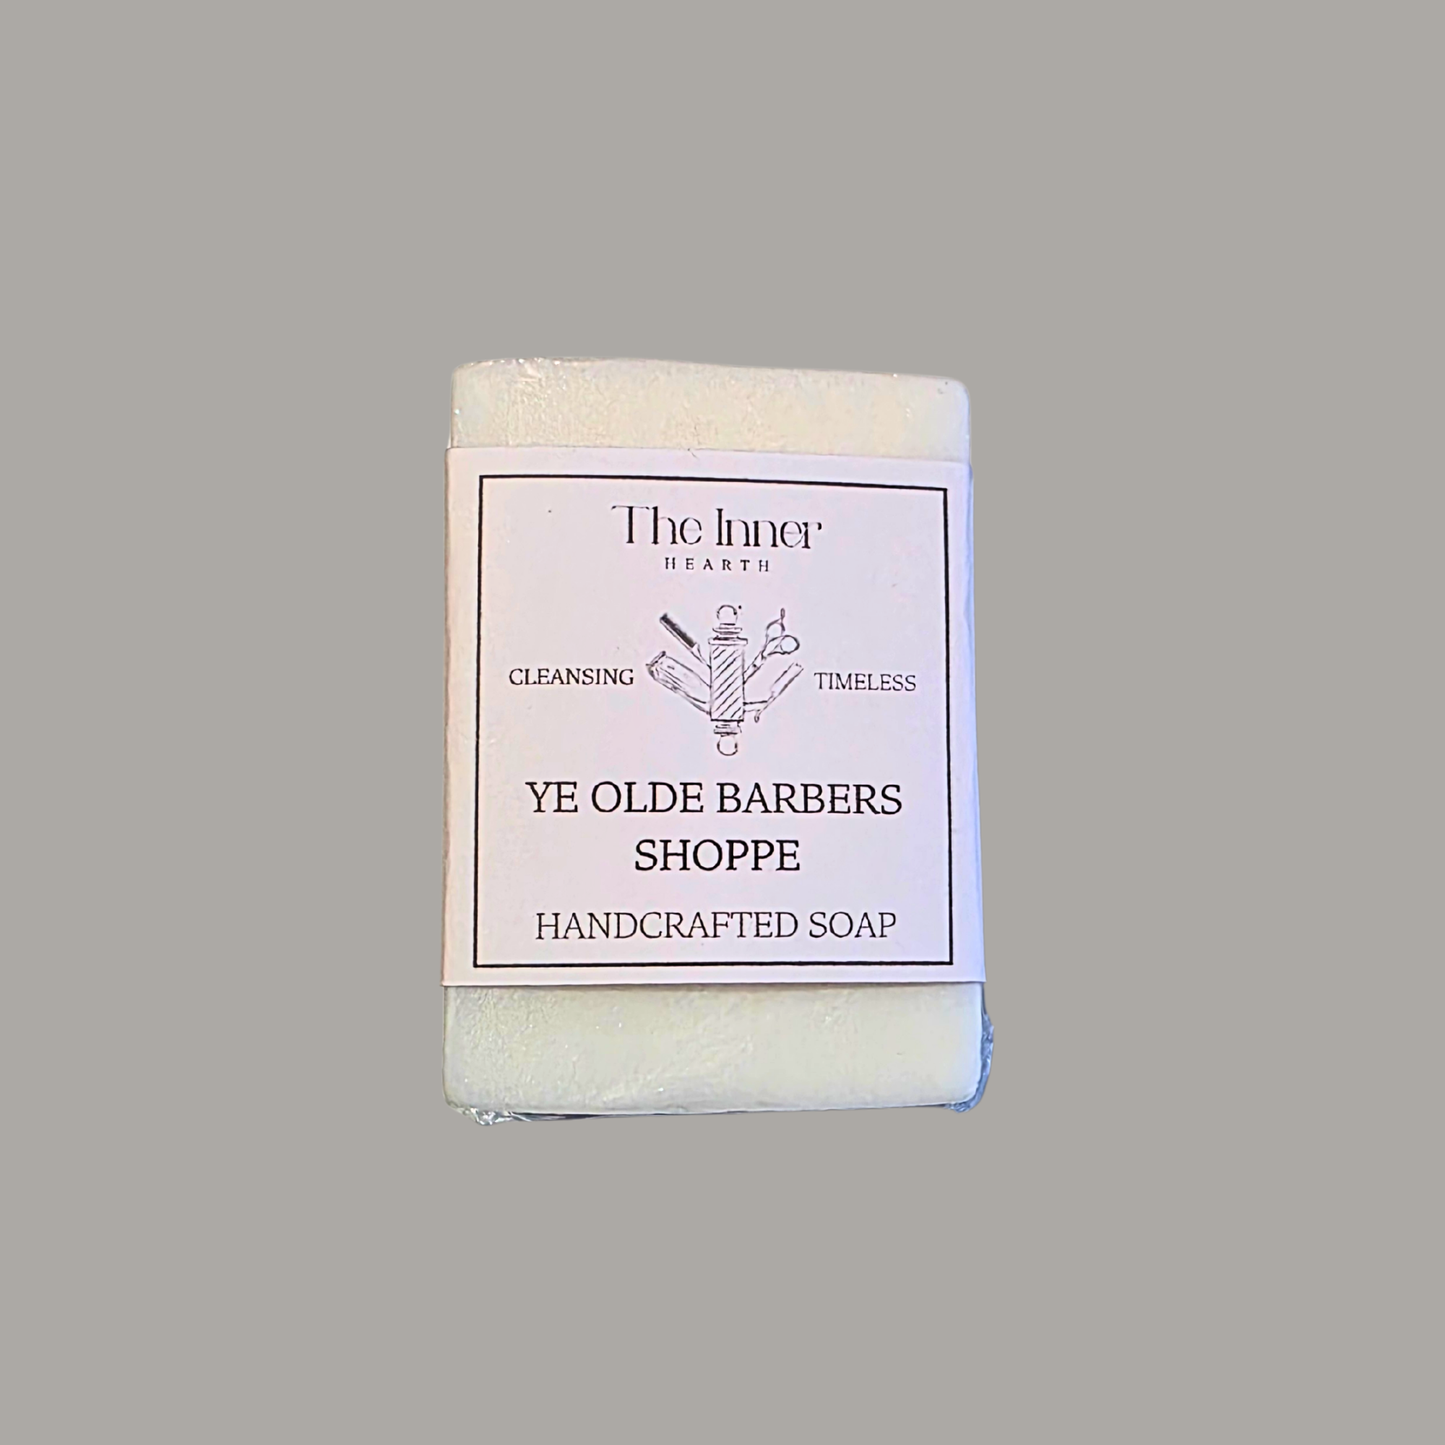 The Inner
HEARTH
CLEANSING TIMELESS
YE OLDE BARBERS
SHOPPE
HANDCRAFTED SOAP